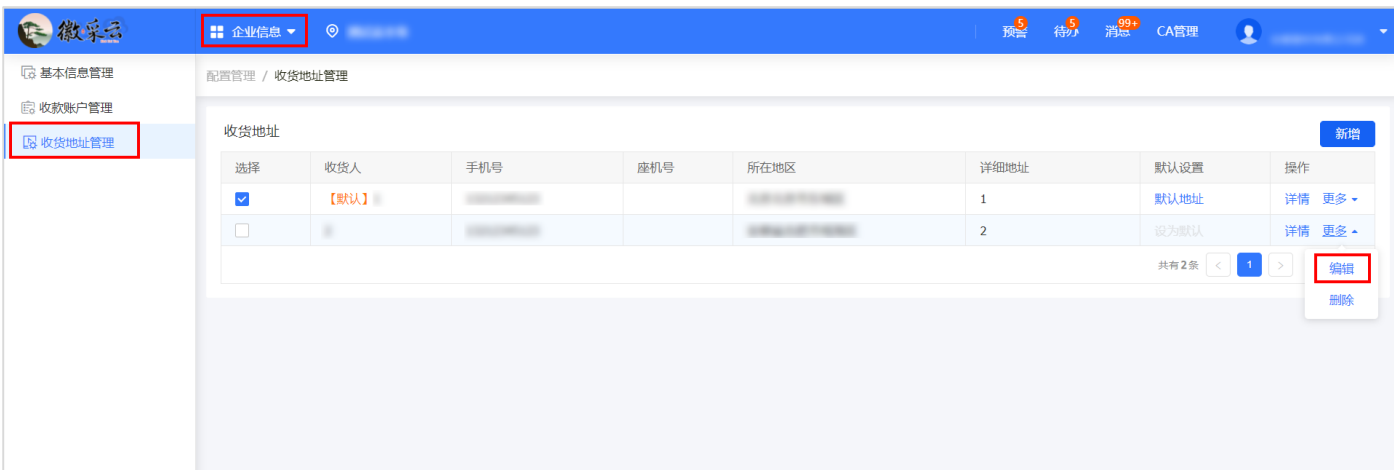 徽采云
企业信息
预警 5 待办 5 消息 99+ CA管理
基本信息管理
收款账户管理
收货地址管理
配置管理 / 收货地址管理
收货地址
新增
选择 收货人 手机号 座机号 所在地区 详细地址 默认设置 操作
【默认】 1 默认地址 详情 更多
2 设为默认 详情 更多
共有2条 < 1 >
编辑
删除